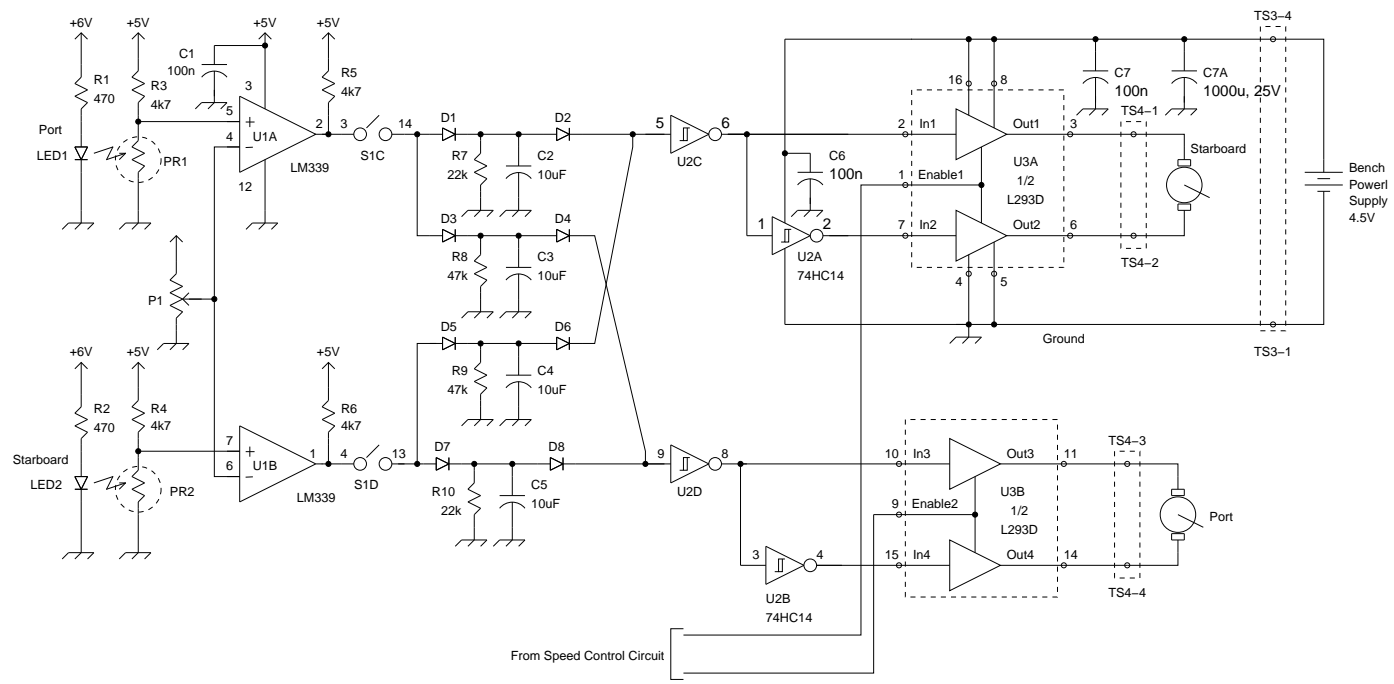 +6V
+5V
+5V
+5V
TS3−4
C1
100n
R1
470
R3
4k7
R5
4k7
3
5
4
U1A
2
3
14
12
LM339
S1C
Port
LED1
PR1
D1
D2
R7
22k
C2
10uF
D3
D4
R8
47k
C3
10uF
5
6
U2C
16
8
C7
100n
C7A
1000u, 25V
TS4−1
2
In1
Out1
3
Starboard
C6
100n
U3A
1/2
L293D
1
Enable1
1
2
7
In2
Out2
6
U2A
74HC14
TS4−2
4
5
Bench
Powerl
Supply
4.5V
Ground
TS3−1
P1
+6V
+5V
+5V
D5
D6
R9
47k
C4
10uF
R2
470
R4
4k7
R6
4k7
7
6
U1B
1
4
13
LM339
S1D
Starboard
LED2
PR2
D7
D8
R10
22k
C5
10uF
9
8
U2D
10
In3
Out3
11
TS4−3
U3B
1/2
L293D
9
Enable2
Port
3
4
15
In4
Out4
14
U2B
74HC14
TS4−4
From Speed Control Circuit